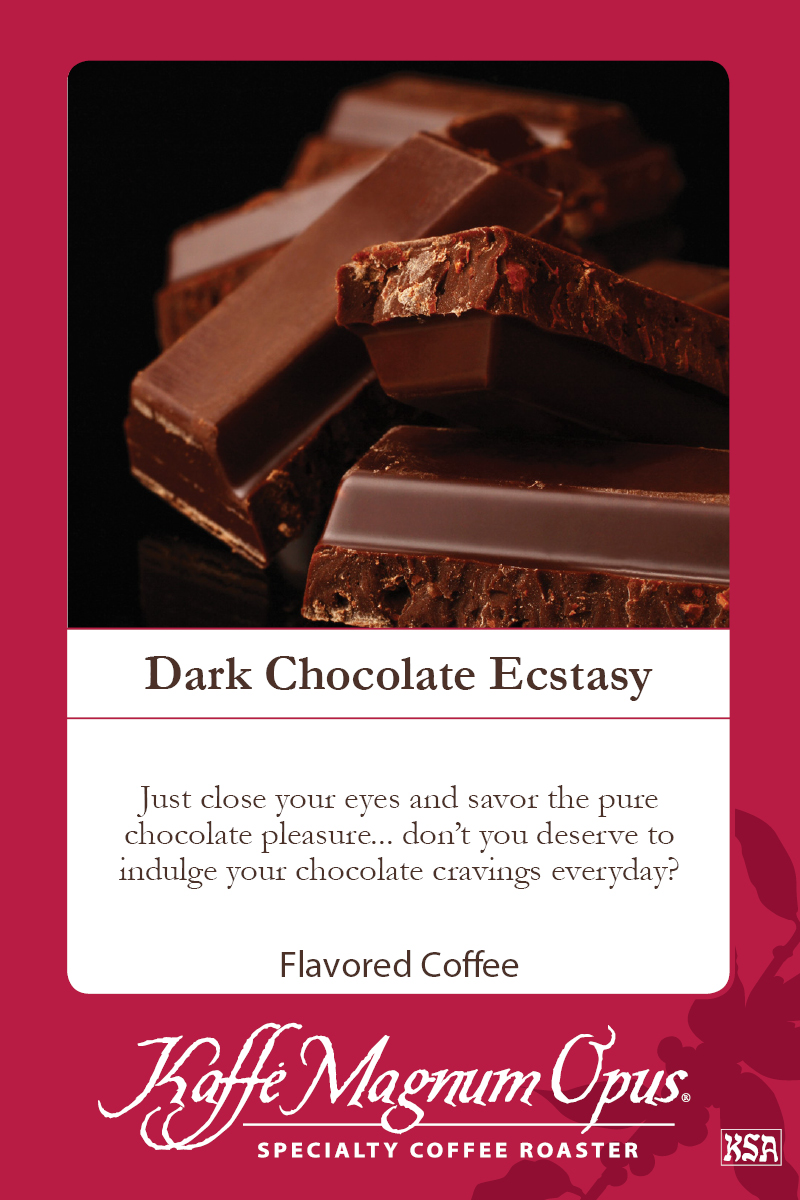 Dark Chocolate Ecstasy
Just close your eyes and savor the pure
chocolate pleasure... don’t you deserve to
indulge your chocolate cravings everyday?
Flavored Coffee
Kaffé Magnum Opus®
SPECIALTY COFFEE ROASTER
KSA